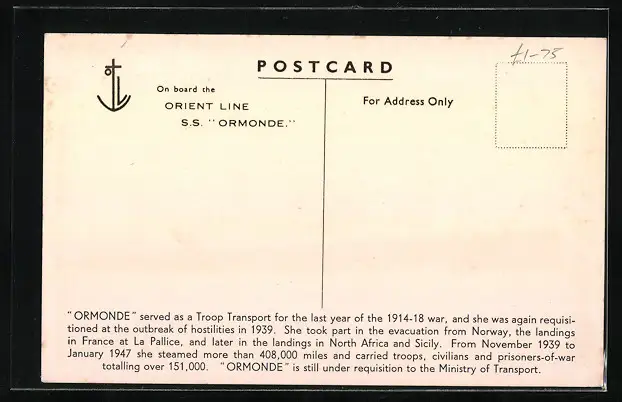 £1-75
POSTCARD
On board the
ORIENT LINE
S.S. "ORMONDE."
For Address Only
"ORMONDE" served as a Troop Transport for the last year of the 1914-18 war, and she was again requisi-
tioned at the outbreak of hostilities in 1939. She took part in the evacuation from Norway, the landings
in France at La Pallice, and later in the landings in North Africa and Sicily. From November 1939 to
January 1947 she steamed more than 408,000 miles and carried troops, civilians and prisoners-of-war
totalling over 151,000. "ORMONDE" is still under requisition to the Ministry of Transport.